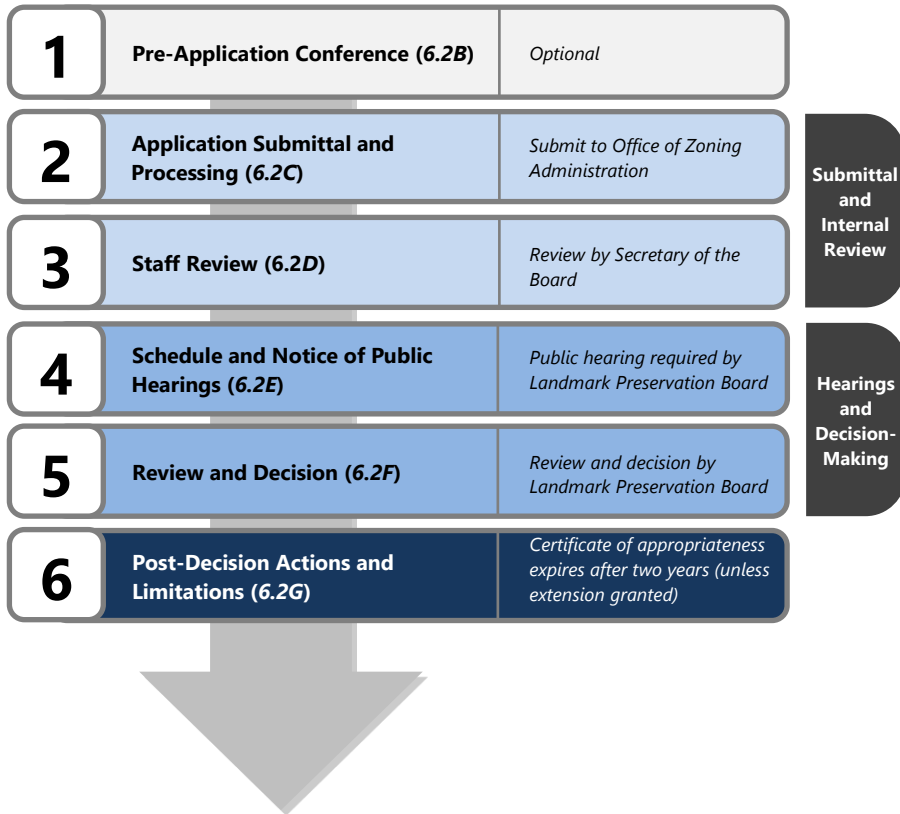 1
Pre-Application Conference (6.2B)
Optional
2
Application Submittal and
Processing (6.2C)
Submit to Office of Zoning
Administration
3
Staff Review (6.2D)
Review by Secretary of the
Board
Submittal
and
Internal
Review
4
Schedule and Notice of Public
Hearings (6.2E)
Public hearing required by
Landmark Preservation Board
5
Review and Decision (6.2F)
Review and decision by
Landmark Preservation Board
Hearings
and
Decision-
Making
6
Post-Decision Actions and
Limitations (6.2G)
Certificate of appropriateness
expires after two years (unless
extension granted)